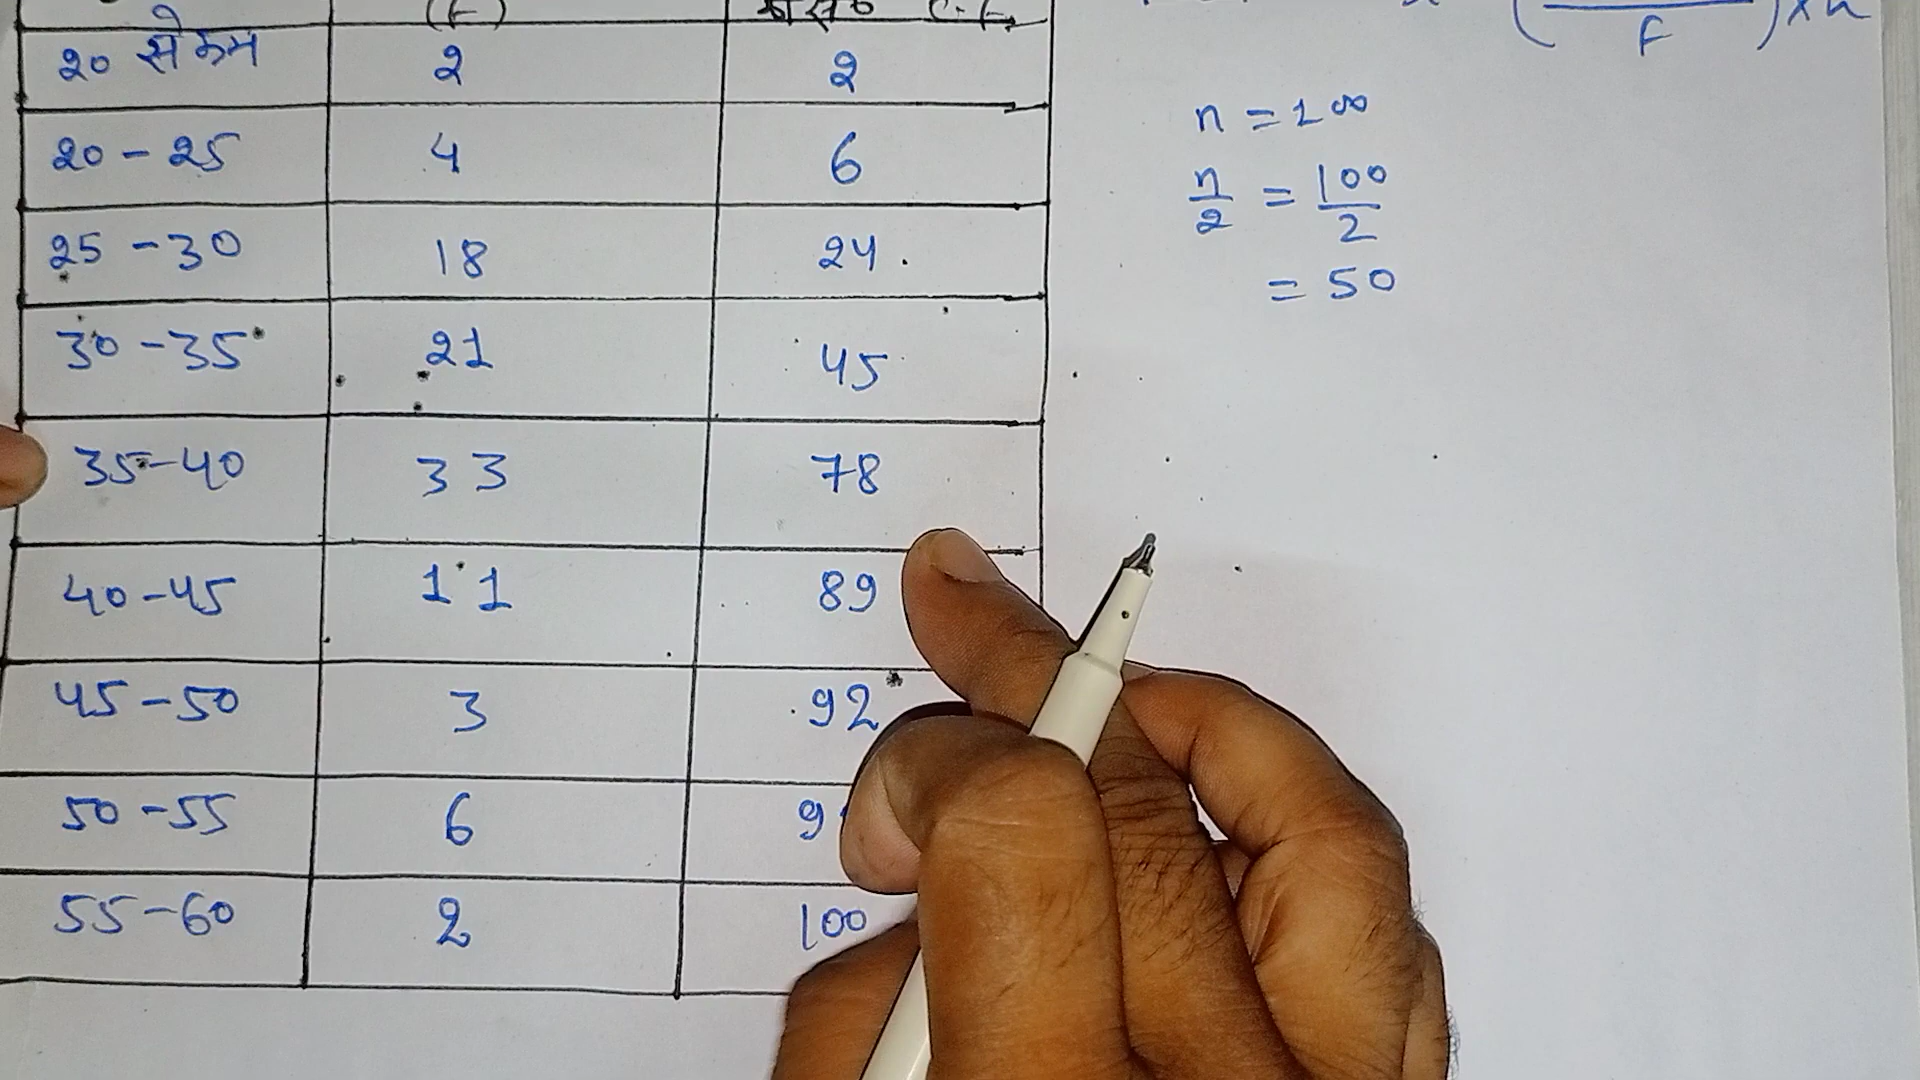 (F) C.F.
20 से कम 2 2
20 - 25 4 6
25 - 30 18 24
30 - 35 21 45
35 - 40 33 78
40 - 45 11 89
45 - 50 3 92
50 - 55 6 9
55 - 60 2 100
F ) x h
n = 100
n/2 = 100/2
= 50